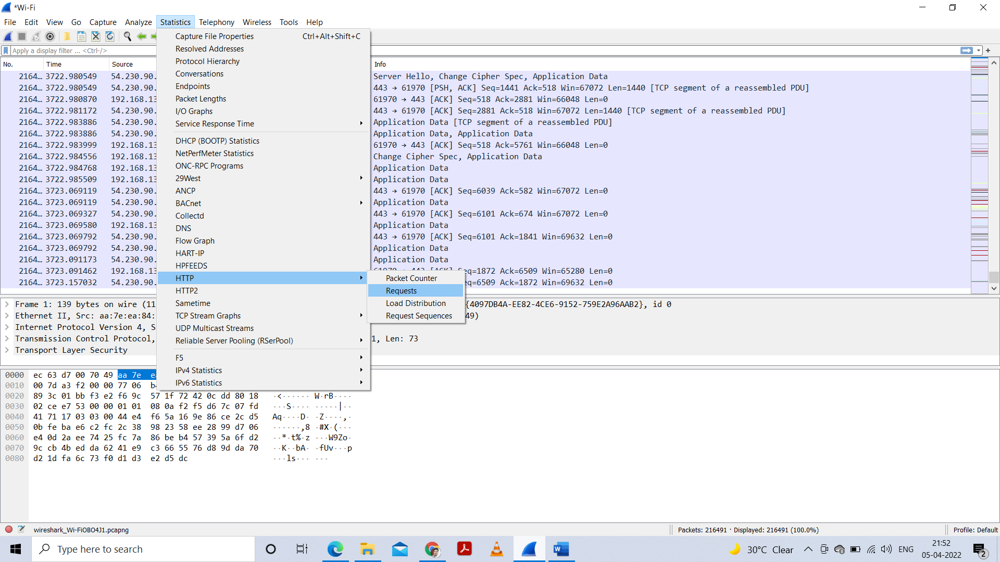 *Wi-Fi
File Edit View Go Capture Analyze Statistics Telephony Wireless Tools Help
Apply a display filter ... <Ctrl-/>
Capture File Properties Ctrl+Alt+Shift+C
Resolved Addresses
Protocol Hierarchy
Conversations
Endpoints
Packet Lengths
I/O Graphs
Service Response Time
DHCP (BOOTP) Statistics
NetPerfMeter Statistics
ONC-RPC Programs
29West
ANCP
BACnet
Collectd
DNS
Flow Graph
HART-IP
HPFEEDS
HTTP
HTTP2
Sametime
TCP Stream Graphs
UDP Multicast Streams
Reliable Server Pooling (RSerPool)
F5
IPv4 Statistics
IPv6 Statistics
Packet Counter
Requests
Load Distribution
Request Sequences
No. Time Source Info
2164... 3722.980549 54.230.90. Server Hello, Change Cipher Spec, Application Data
2164... 3722.980549 54.230.90. 443 → 61970 [PSH, ACK] Seq=1441 Ack=518 Win=67072 Len=1440 [TCP segment of a reassembled PDU]
2164... 3722.980870 192.168.13 61970 → 443 [ACK] Seq=518 Ack=2881 Win=66048 Len=0
2164... 3722.981172 54.230.90. 443 → 61970 [ACK] Seq=2881 Ack=518 Win=67072 Len=1440 [TCP segment of a reassembled PDU]
2164... 3722.983886 54.230.90. Application Data [TCP segment of a reassembled PDU]
2164... 3722.983886 54.230.90. Application Data, Application Data
2164... 3722.983999 192.168.13 61970 → 443 [ACK] Seq=518 Ack=5761 Win=66048 Len=0
2164... 3722.984556 192.168.13 Change Cipher Spec, Application Data
2164... 3722.984768 192.168.13 Application Data
2164... 3722.985509 192.168.13 Application Data
2164... 3723.069119 54.230.90. 443 → 61970 [ACK] Seq=6039 Ack=582 Win=67072 Len=0
2164... 3723.069119 54.230.90. Application Data
2164... 3723.069327 54.230.90. 443 → 61970 [ACK] Seq=6101 Ack=674 Win=67072 Len=0
2164... 3723.069580 192.168.13 Application Data
2164... 3723.069792 54.230.90. 443 → 61970 [ACK] Seq=6101 Ack=1841 Win=69632 Len=0
2164... 3723.069792 54.230.90. Application Data
2164... 3723.091173 54.230.90. Application Data
2164... 3723.091462 192.168.13 eq=1872 Ack=6509 Win=65280 Len=0
2164... 3723.157032 54.230.90. eq=6509 Ack=1872 Win=69632 Len=0
Frame 1: 139 bytes on wire (11 {4097DB4A-EE82-4CE6-9152-759E2A96AAB2}, id 0
Ethernet II, Src: aa:7e:ea:84: 49)
Internet Protocol Version 4, S
Transmission Control Protocol, 1, Len: 73
Transport Layer Security
0000 ec 63 d7 00 70 49 aa 7e
0010 00 7d a3 f2 00 00 77 06
0020 89 3c 01 bb f3 e2 f6 9c 57 1f 72 42 0c dd 80 18 ·<······ W·rB····
0030 02 ce e7 53 00 00 01 01 08 0a f2 f5 d6 7c 07 fd ···S···· ·····|··
0040 41 71 17 03 03 00 44 e4 f6 5a 16 9e 86 ce 2c d5 Aq····D· ·Z····,·
0050 0b fe ba e6 c2 fc 2c 38 98 23 58 ee 28 99 d7 06 ······,8 ·#X·(···
0060 e4 0d 2a ee 74 25 fc 7a 86 be b4 57 39 5a 6f d2 ··*·t%·z ···W9Zo·
0070 9c cb 4b ed da 62 41 e9 c3 66 55 76 d8 9d da 70 ··K··bA· ·fUv···p
0080 d2 1d fa 6c 73 f0 d1 d3 e2 d5 dc ···ls··· ···
wireshark_Wi-FiOBO4J1.pcapng Packets: 216491 · Displayed: 216491 (100.0%) Profile: Default
Type here to search 30°C Clear ENG 21:52
05-04-2022 2